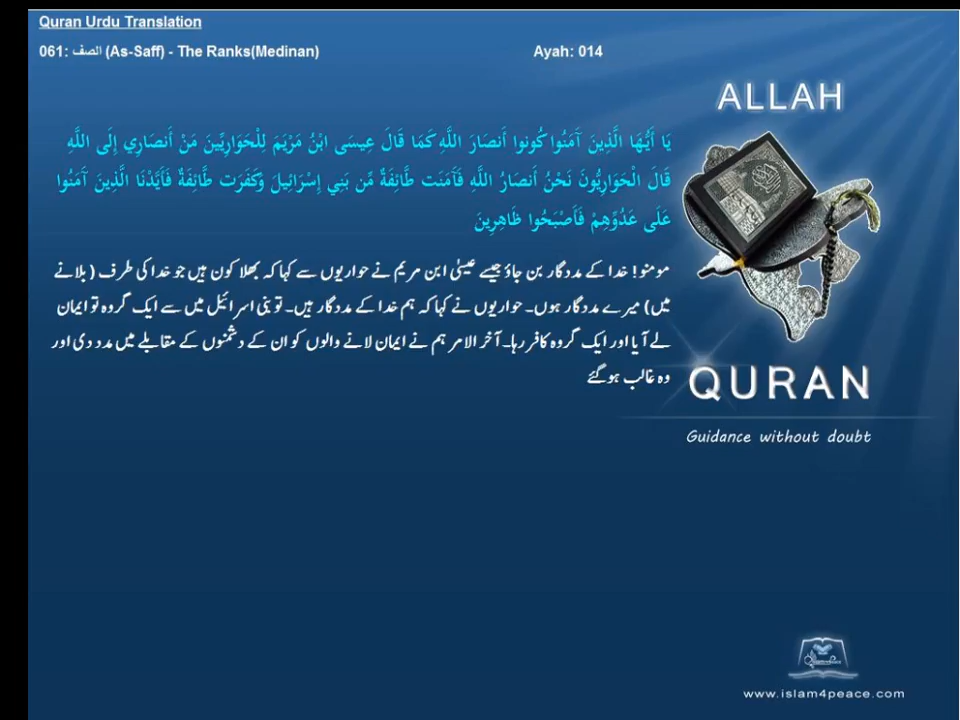 Quran Urdu Translation
061: الصف (As-Saff) - The Ranks(Medinan) Ayah: 014
ALLAH
يَا أَيُّهَا الَّذِينَ آَمَنُوا كُونوا أَنصَارَ اللَّهِ كَمَا قَالَ عِيسَى ابْنُ مَرْيَمَ لِلْحَوَارِيِّينَ مَنْ أَنصَارِي إِلَى اللَّهِ
قَالَ الْحَوَارِيُّونَ نَحْنُ أَنصَارُ اللَّهِ فَآَمَنَت طَّائِفَةٌ مِّن بَنِي إِسْرَائِيلَ وَكَفَرَت طَّائِفَةٌ فَأَيَّدْنَا الَّذِينَ آَمَنُوا
عَلَى عَدُوِّهِمْ فَأَصْبَحُوا ظَاهِرِينَ
مومنو! خدا کے مددگار بن جاؤ جیسے عیسیٰ ابن مریم نے حواریوں سے کہا کہ بھلا کون ہیں جو خدا کی طرف (بلانے
میں) میرے مددگار ہوں۔ حواریوں نے کہا کہ ہم خدا کے مددگار ہیں۔ تو بنی اسرائیل میں سے ایک گروہ تو ایمان
لے آیا اور ایک گروہ کافر رہا۔ آخر الامر ہم نے ایمان لانے والوں کو ان کے دشمنوں کے مقابلے میں مدد دی اور
وہ غالب ہوگئے
QURAN
Guidance without doubt
www.islam4peace.com